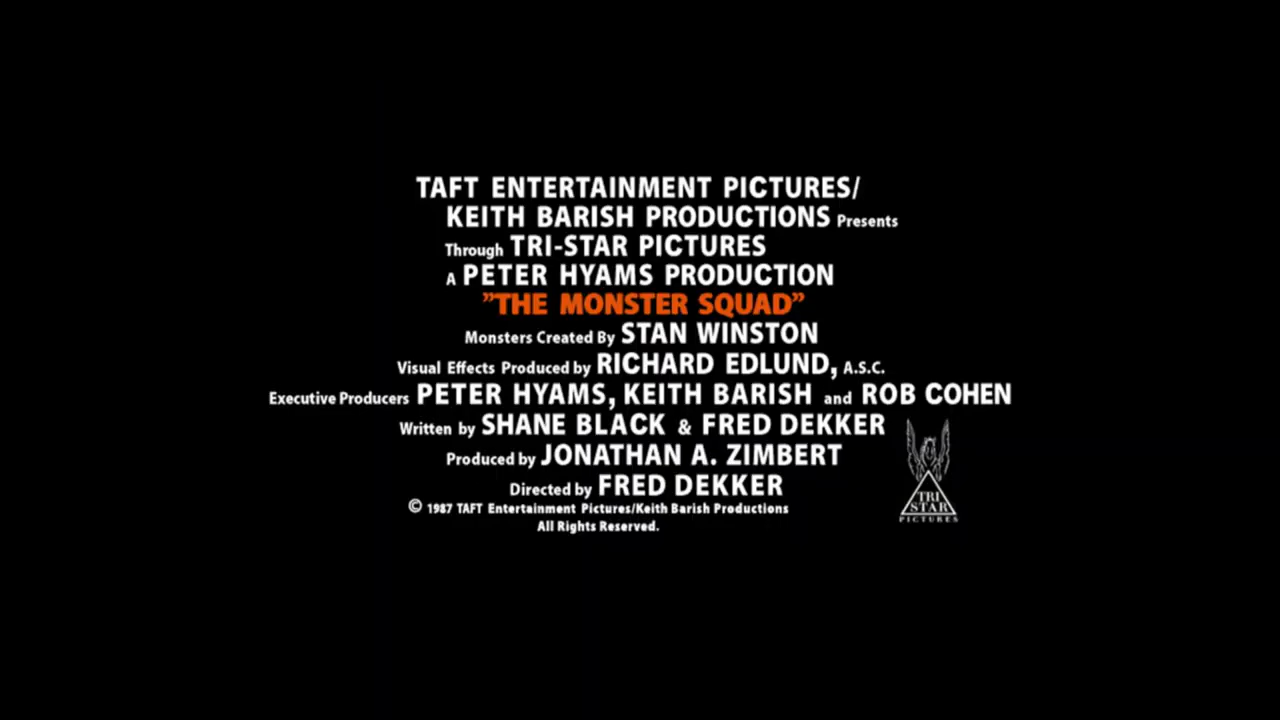 TAFT ENTERTAINMENT PICTURES/
KEITH BARISH PRODUCTIONS Presents
Through TRI-STAR PICTURES
A PETER HYAMS PRODUCTION
”THE MONSTER SQUAD”
Monsters Created By STAN WINSTON
Visual Effects Produced by RICHARD EDLUND, A.S.C.
Executive Producers PETER HYAMS, KEITH BARISH and ROB COHEN
Written by SHANE BLACK & FRED DEKKER
Produced by JONATHAN A. ZIMBERT
Directed by FRED DEKKER
© 1987 TAFT Entertainment Pictures/Keith Barish Productions
All Rights Reserved.
TRI
STAR
PICTURES